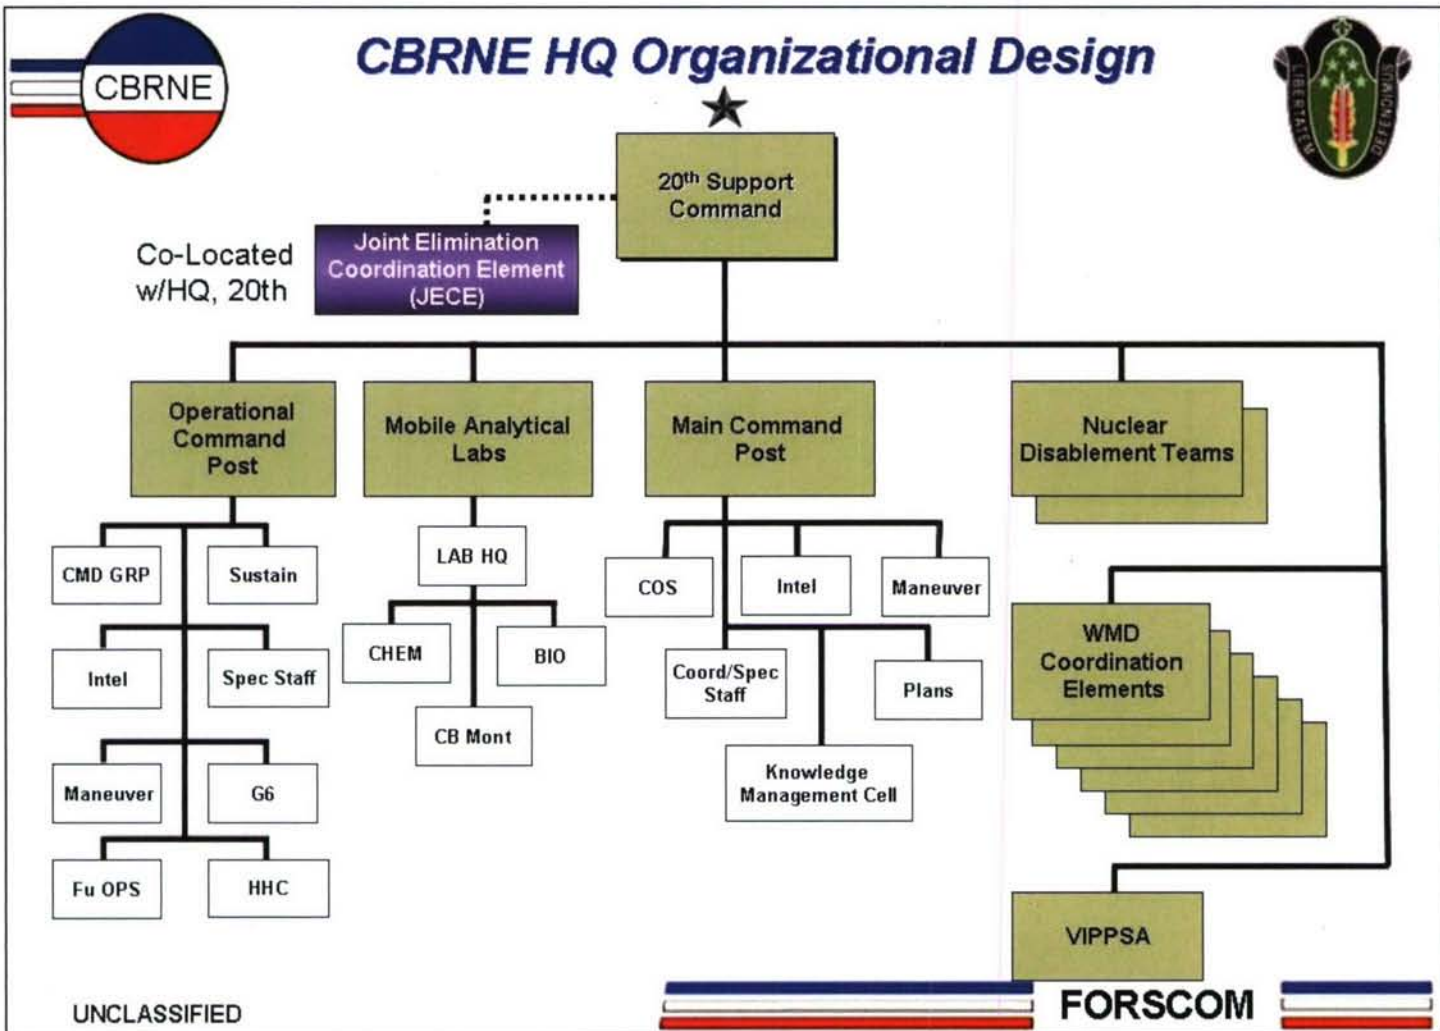 CBRNE
CBRNE HQ Organizational Design
LIBERTATEM
DEFENDIMUS
20th Support
Command
Co-Located
w/HQ, 20th
Joint Elimination
Coordination Element
(JECE)
Operational
Command
Post
Mobile Analytical
Labs
Main Command
Post
Nuclear
Disablement Teams
CMD GRP
Sustain
Intel
Spec Staff
Maneuver
G6
Fu OPS
HHC
LAB HQ
CHEM
BIO
CB Mont
COS
Intel
Maneuver
Coord/Spec
Staff
Plans
Knowledge
Management Cell
WMD
Coordination
Elements
VIPPSA
UNCLASSIFIED
FORSCOM